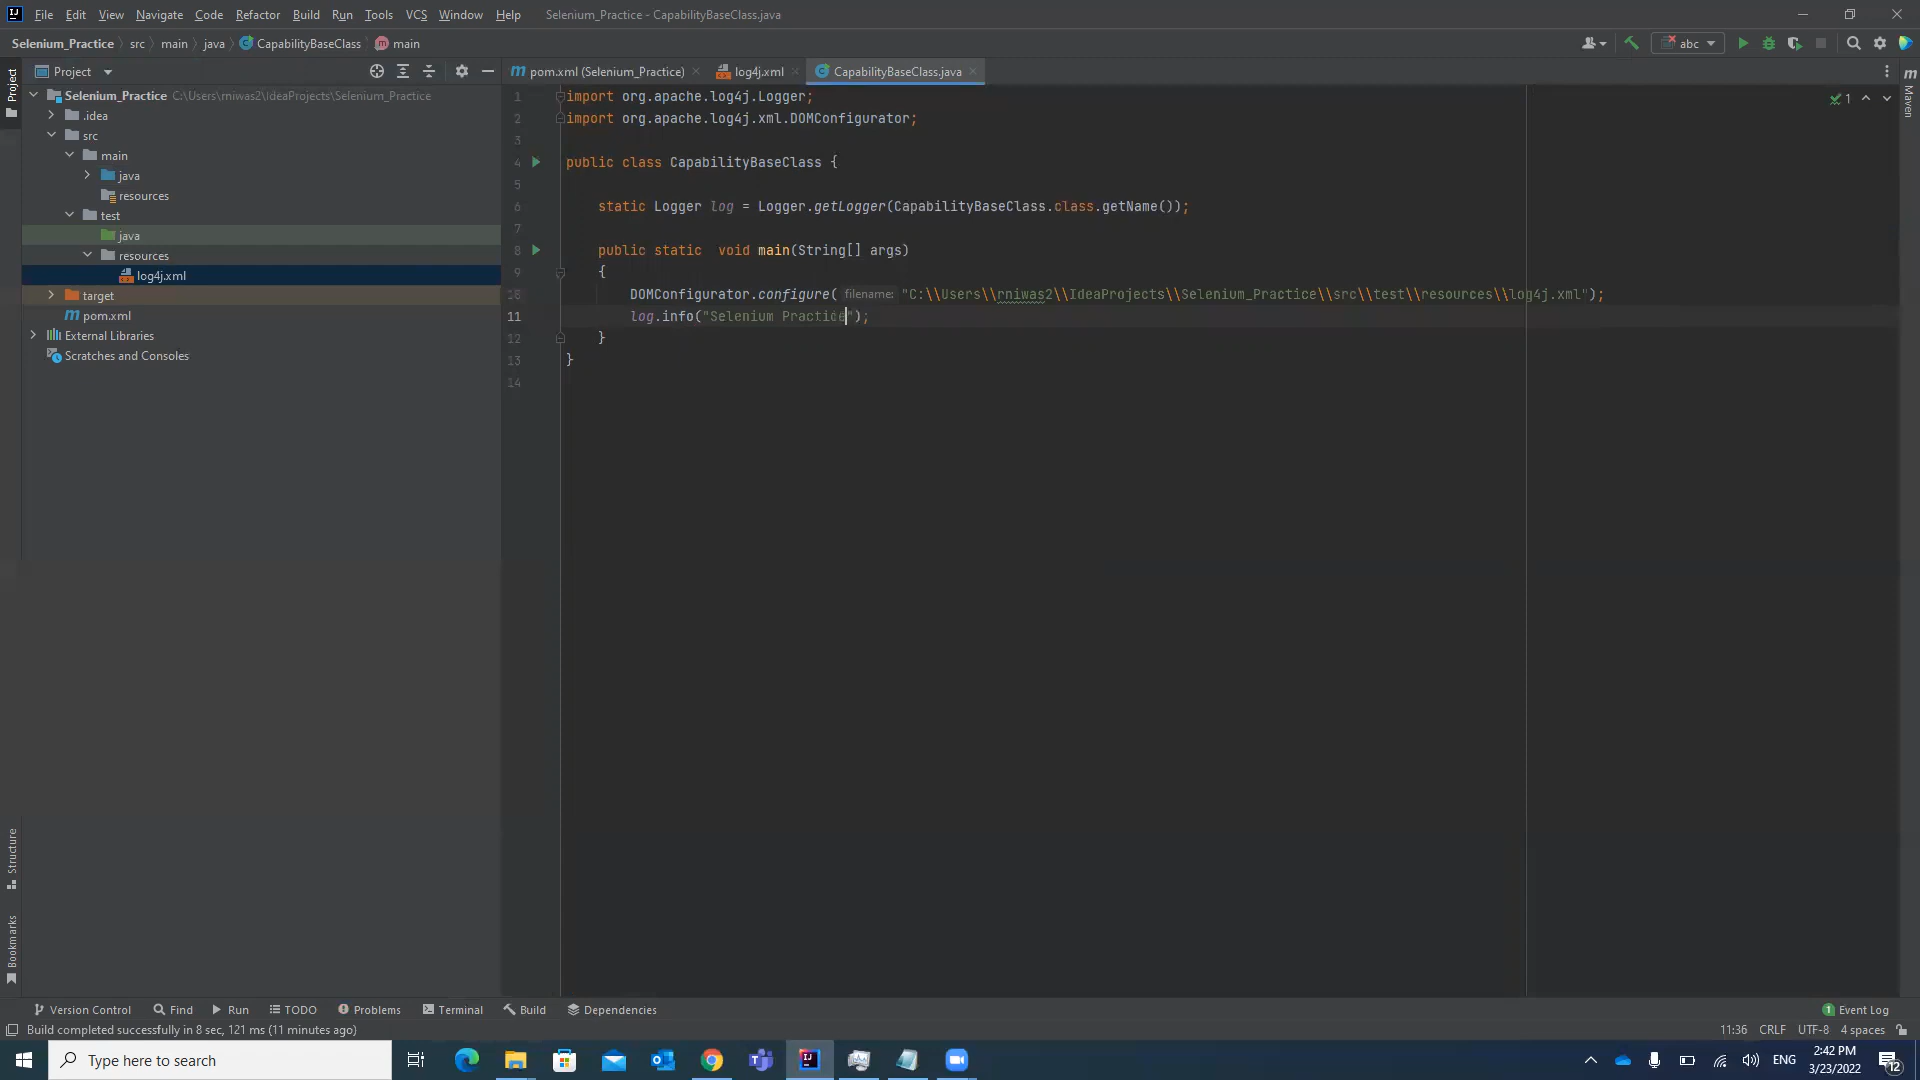 File Edit View Navigate Code Refactor Build Run Tools VCS Window Help Selenium_Practice - CapabilityBaseClass.java
Selenium_Practice src main java CapabilityBaseClass main abc
Project
pom.xml (Selenium_Practice) log4j.xml CapabilityBaseClass.java
Selenium_Practice C:\Users\rniwas2\IdeaProjects\Selenium_Practice
.idea
src
main
java
resources
test
java
resources
log4j.xml
target
pom.xml
External Libraries
Scratches and Consoles
1 import org.apache.log4j.Logger;
2 import org.apache.log4j.xml.DOMConfigurator;
3
4 public class CapabilityBaseClass {
5
6 static Logger log = Logger.getLogger(CapabilityBaseClass.class.getName());
7
8 public static  void main(String[] args)
9 {
10 DOMConfigurator.configure( filename: "C:\\Users\\rniwas2\\IdeaProjects\\Selenium_Practice\\src\\test\\resources\\log4j.xml");
11 log.info("Selenium Practice");
12 }
13 }
14
1
Project
Structure
Bookmarks
m
Maven
Version Control Find Run TODO Problems Terminal Build Dependencies 1 Event Log
Build completed successfully in 8 sec, 121 ms (11 minutes ago) 11:36 CRLF UTF-8 4 spaces
Type here to search ENG 2:42 PM
3/23/2022 12